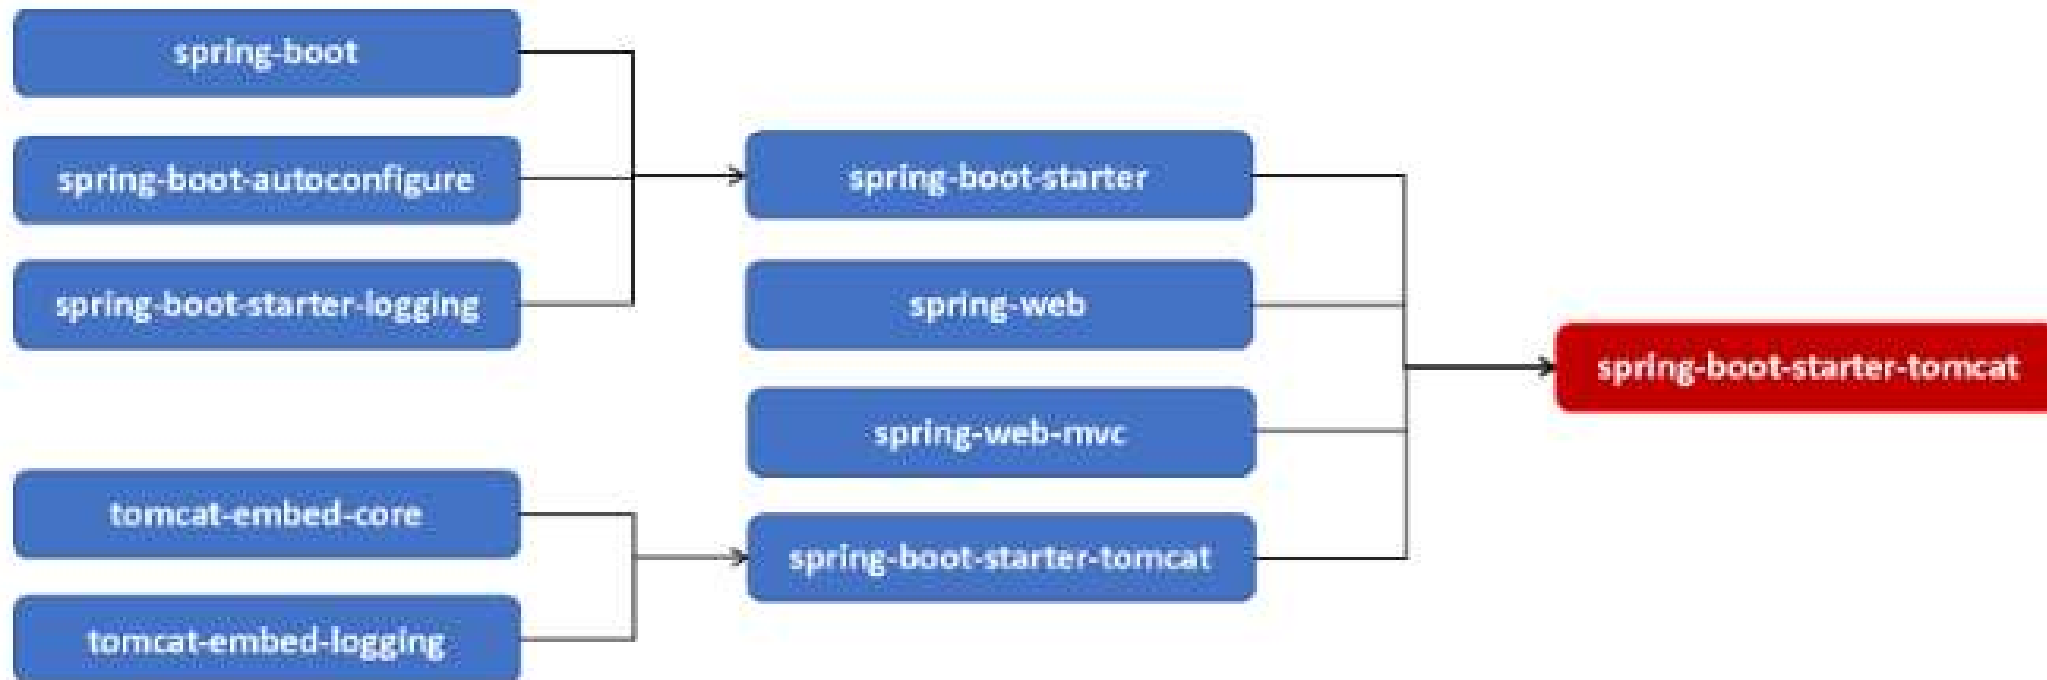 spring-boot
spring-boot-autoconfigure
spring-boot-starter-logging
tomcat-embed-core
tomcat-embed-logging
spring-boot-starter
spring-web
spring-web-mvc
spring-boot-starter-tomcat
spring-boot-starter-tomcat